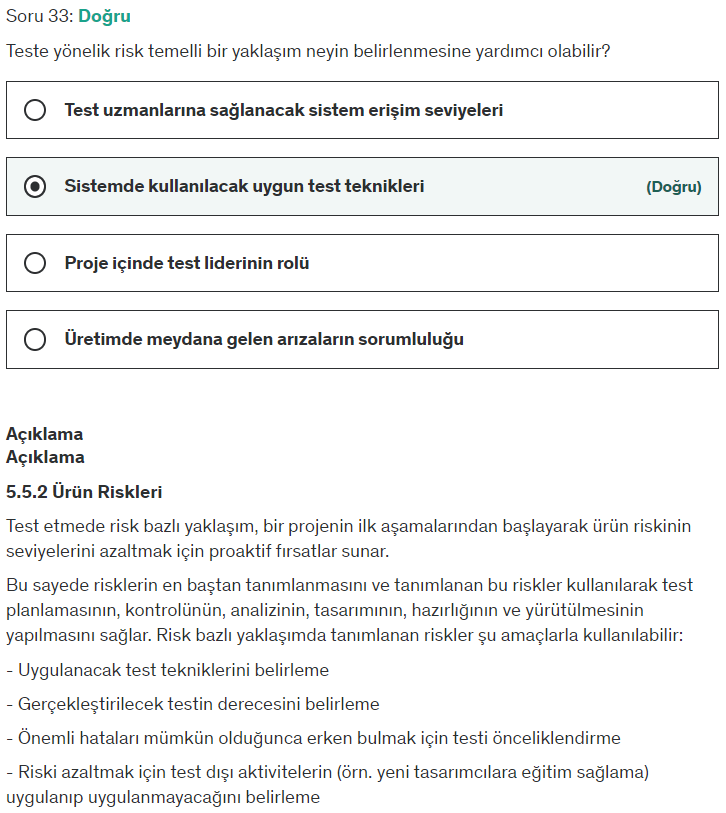 Soru 33: Doğru
Teste yönelik risk temelli bir yaklaşım neyin belirlenmesine yardımcı olabilir?
Test uzmanlarına sağlanacak sistem erişim seviyeleri
Sistemde kullanılacak uygun test teknikleri (Doğru)
Proje içinde test liderinin rolü
Üretimde meydana gelen arızaların sorumluluğu
Açıklama
Açıklama
5.5.2 Ürün Riskleri
Test etmede risk bazlı yaklaşım, bir projenin ilk aşamalarından başlayarak ürün riskinin
seviyelerini azaltmak için proaktif fırsatlar sunar.
Bu sayede risklerin en baştan tanımlanmasını ve tanımlanan bu riskler kullanılarak test
planlamasının, kontrolünün, analizinin, tasarımının, hazırlığının ve yürütülmesinin
yapılmasını sağlar. Risk bazlı yaklaşımda tanımlanan riskler şu amaçlarla kullanılabilir:
- Uygulanacak test tekniklerini belirleme
- Gerçekleştirilecek testin derecesini belirleme
- Önemli hataları mümkün olduğunca erken bulmak için testi önceliklendirme
- Riski azaltmak için test dışı aktivitelerin (örn. yeni tasarımcılara eğitim sağlama)
uygulanıp uygulanmayacağını belirleme